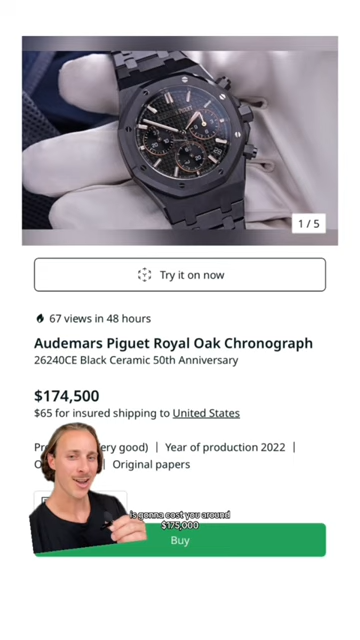 1 / 5
Try it on now
67 views in 48 hours
Audemars Piguet Royal Oak Chronograph
26240CE Black Ceramic 50th Anniversary
$174,500
$65 for insured shipping to United States
ery good) | Year of production 2022 |
| Original papers
is gonna cost you around
$175,000
Buy